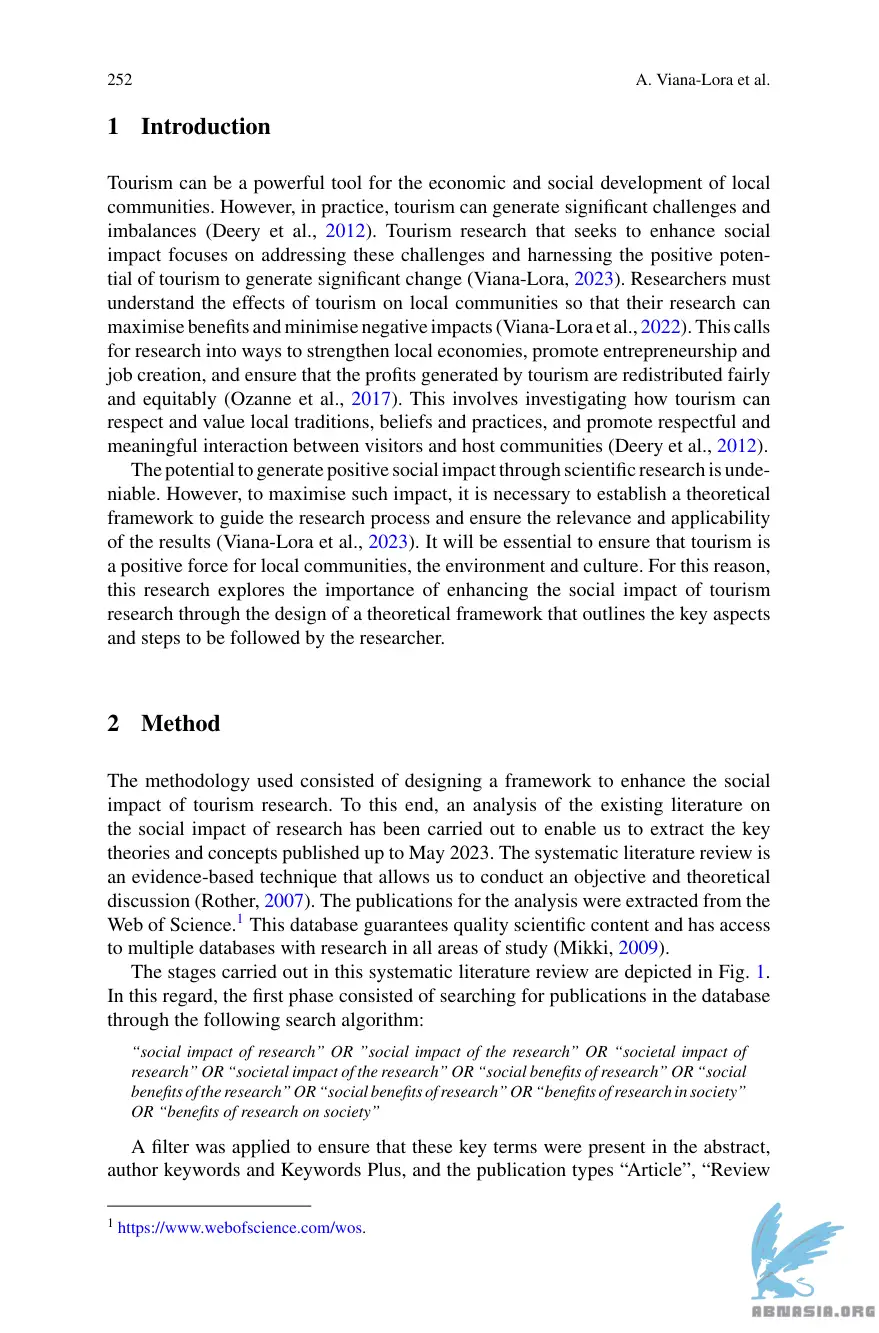 252
A. Viana-Lora et al.
1 Introduction
Tourism can be a powerful tool for the economic and social development of local
communities. However, in practice, tourism can generate significant challenges and
imbalances (Deery et al., 2012). Tourism research that seeks to enhance social
impact focuses on addressing these challenges and harnessing the positive poten-
tial of tourism to generate significant change (Viana-Lora, 2023). Researchers must
understand the effects of tourism on local communities so that their research can
maximise benefits and minimise negative impacts (Viana-Lora et al., 2022). This calls
for research into ways to strengthen local economies, promote entrepreneurship and
job creation, and ensure that the profits generated by tourism are redistributed fairly
and equitably (Ozanne et al., 2017). This involves investigating how tourism can
respect and value local traditions, beliefs and practices, and promote respectful and
meaningful interaction between visitors and host communities (Deery et al., 2012).
The potential to generate positive social impact through scientific research is unde-
niable. However, to maximise such impact, it is necessary to establish a theoretical
framework to guide the research process and ensure the relevance and applicability
of the results (Viana-Lora et al., 2023). It will be essential to ensure that tourism is
a positive force for local communities, the environment and culture. For this reason,
this research explores the importance of enhancing the social impact of tourism
research through the design of a theoretical framework that outlines the key aspects
and steps to be followed by the researcher.
2 Method
The methodology used consisted of designing a framework to enhance the social
impact of tourism research. To this end, an analysis of the existing literature on
the social impact of research has been carried out to enable us to extract the key
theories and concepts published up to May 2023. The systematic literature review is
an evidence-based technique that allows us to conduct an objective and theoretical
discussion (Rother, 2007). The publications for the analysis were extracted from the
Web of Science.1 This database guarantees quality scientific content and has access
to multiple databases with research in all areas of study (Mikki, 2009).
The stages carried out in this systematic literature review are depicted in Fig. 1.
In this regard, the first phase consisted of searching for publications in the database
through the following search algorithm:
“social impact of research” OR ”social impact of the research” OR “societal impact of
research” OR “societal impact of the research” OR “social benefits of research” OR “social
benefits of the research” OR “social benefits of research” OR “benefits of research in society”
OR “benefits of research on society”
A filter was applied to ensure that these key terms were present in the abstract,
author keywords and Keywords Plus, and the publication types “Article”, “Review
1 https://www.webofscience.com/wos.
ABNASIA.ORG